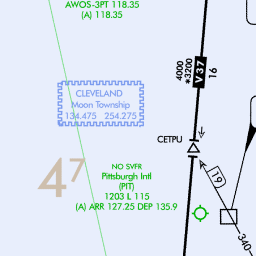 AWOS-3PT 118.35
(A) 118.35
4000
*3200
V37
16
CLEVELAND
Moon Township
134.475 254.275
CETPU
47
NO SVFR
Pittsburgh Intl
(PIT)
1203 L 115
(A) ARR 127.25 DEP 135.9
19
340